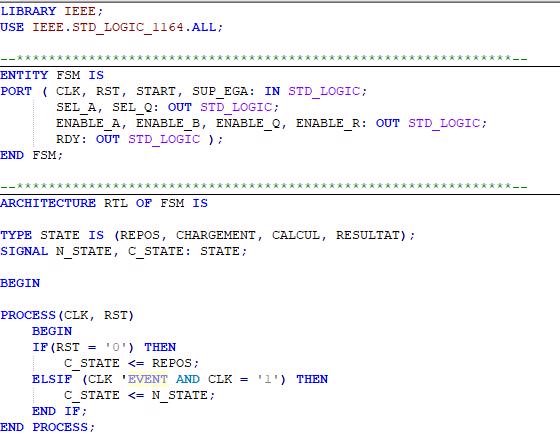 LIBRARY IEEE;
USE IEEE.STD_LOGIC_1164.ALL;
--**************************************************************--
ENTITY FSM IS
PORT ( CLK, RST, START, SUP_EGA: IN STD_LOGIC;
SEL_A, SEL_Q: OUT STD_LOGIC;
ENABLE_A, ENABLE_B, ENABLE_Q, ENABLE_R: OUT STD_LOGIC;
RDY: OUT STD_LOGIC );
END FSM;
--**************************************************************--
ARCHITECTURE RTL OF FSM IS
TYPE STATE IS (REPOS, CHARGEMENT, CALCUL, RESULTAT);
SIGNAL N_STATE, C_STATE: STATE;
BEGIN
PROCESS(CLK, RST)
BEGIN
IF(RST = '0') THEN
C_STATE <= REPOS;
ELSIF (CLK 'EVENT AND CLK = '1') THEN
C_STATE <= N_STATE;
END IF;
END PROCESS;